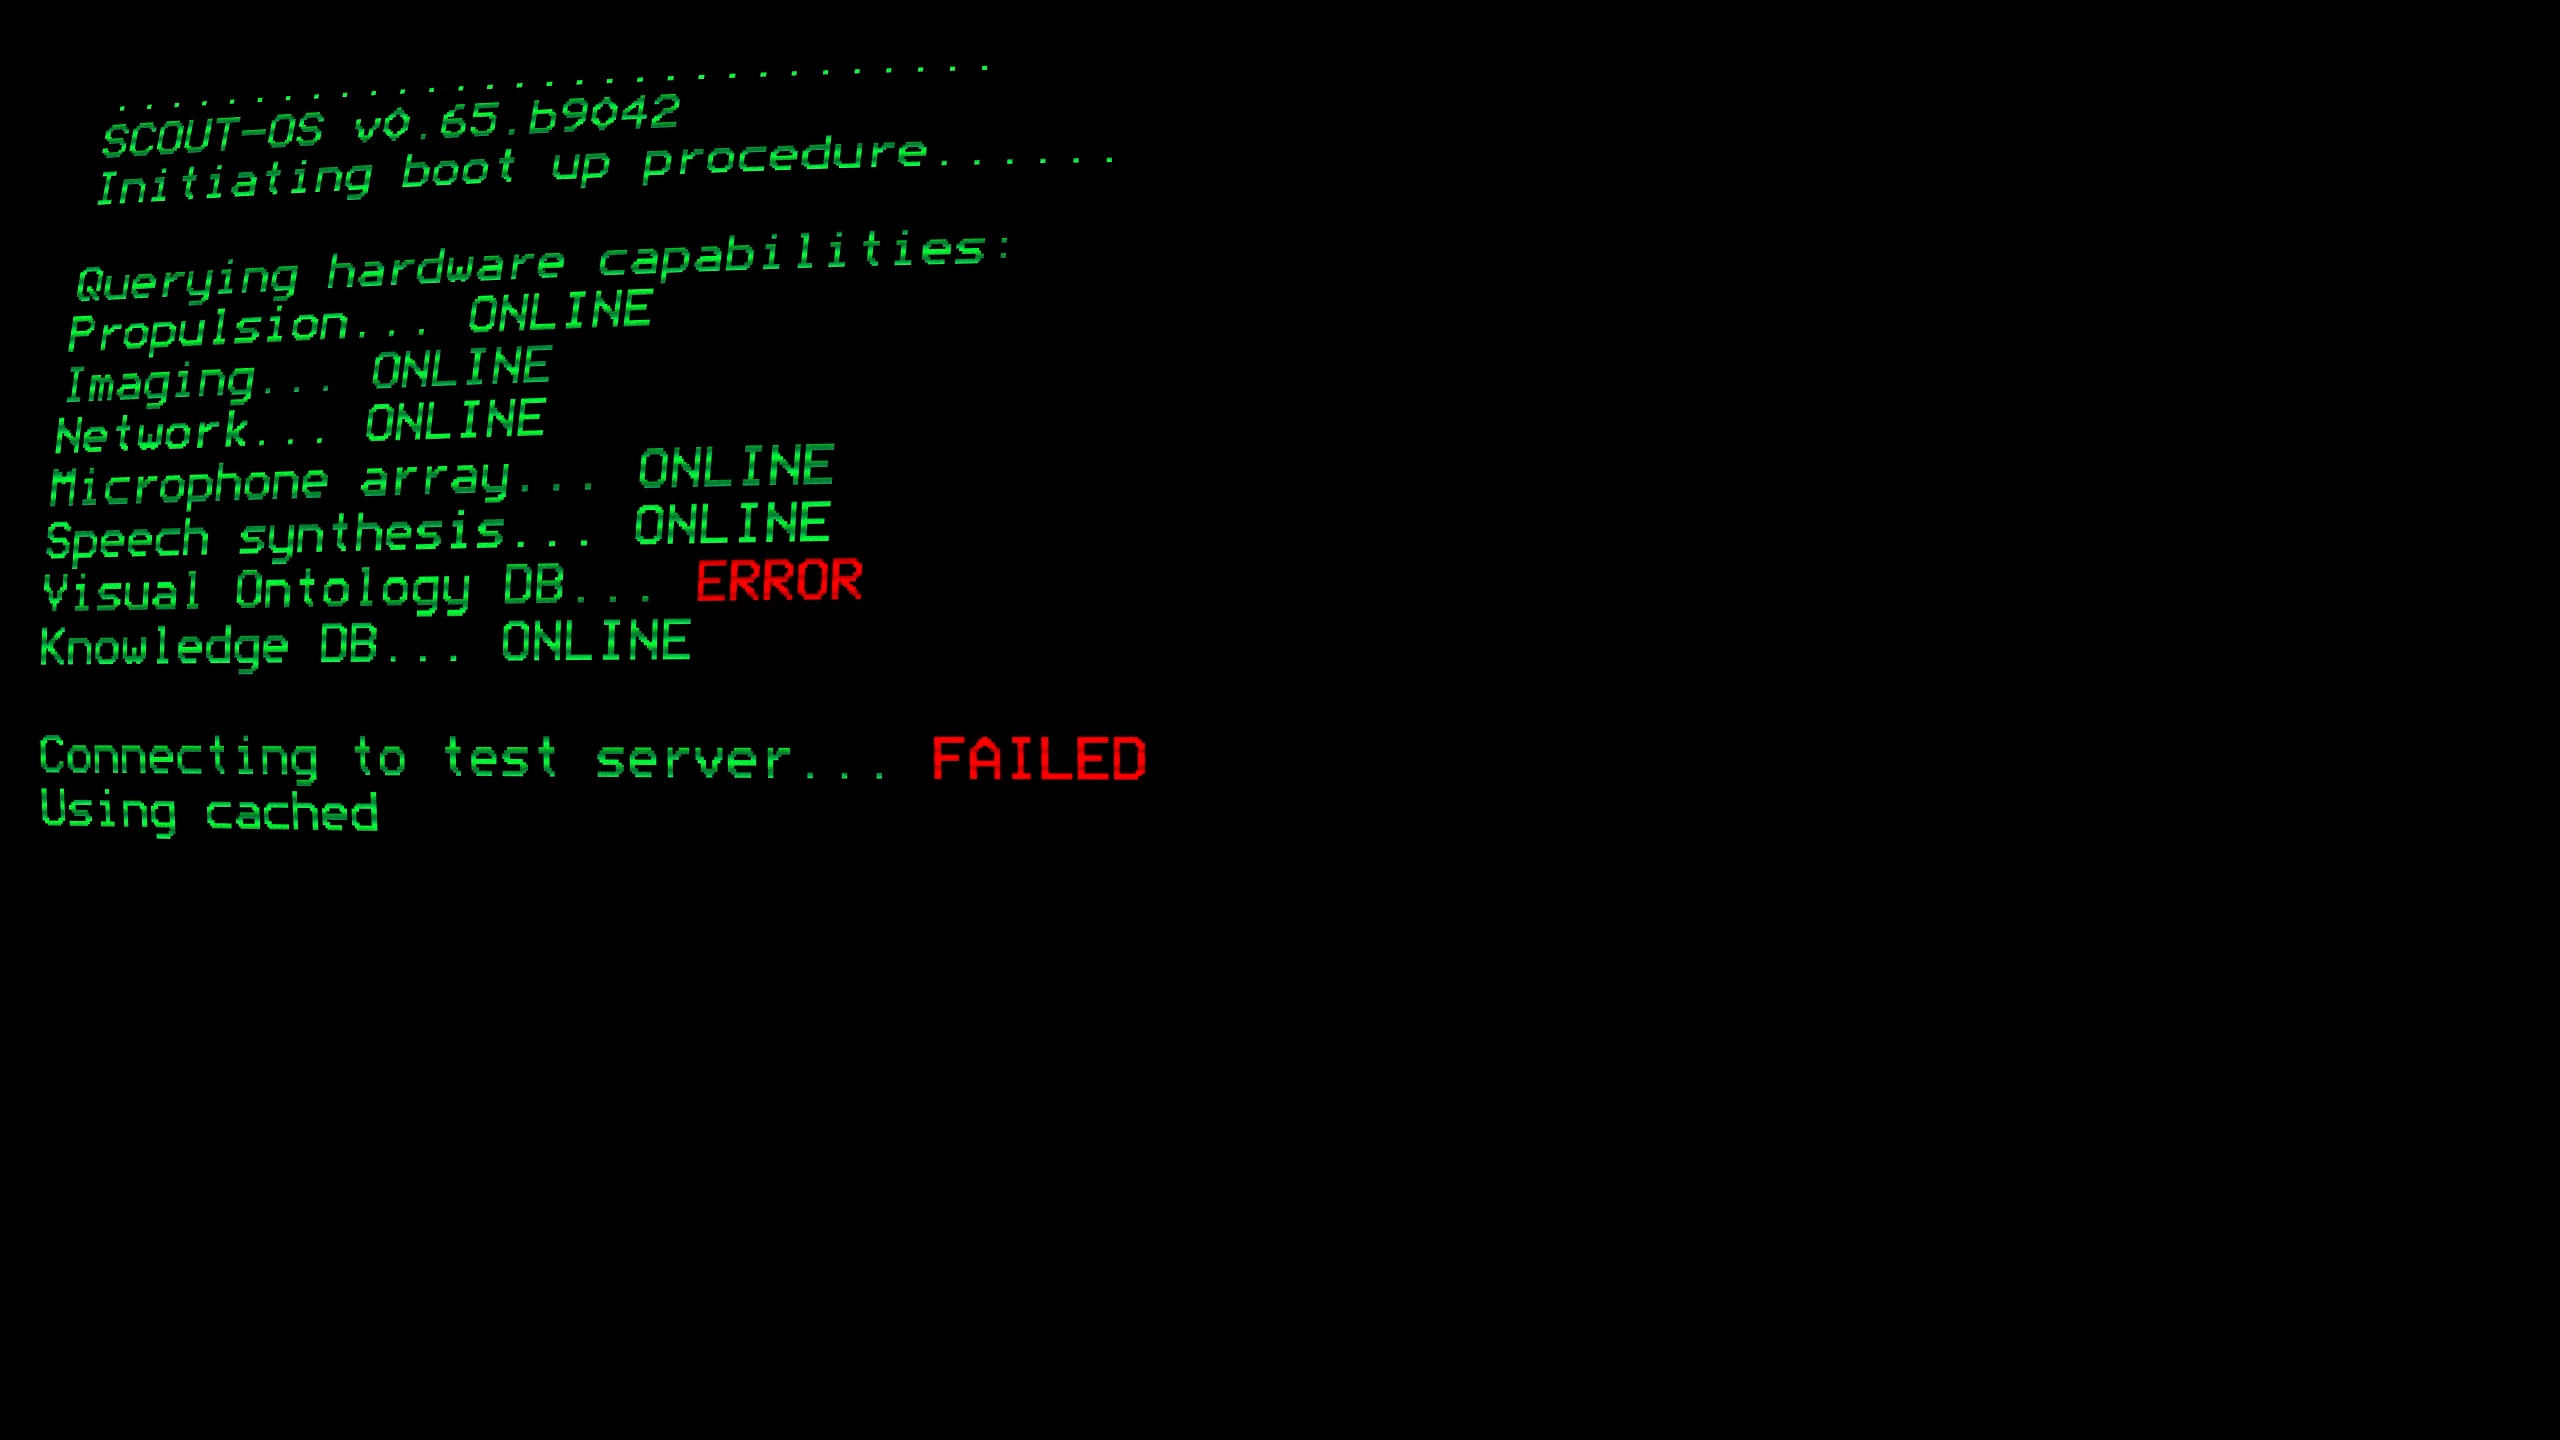 ..............................
SCOUT-OS v0.65.b9042
Initiating boot up procedure......
Querying hardware capabilities:
Propulsion... ONLINE
Imaging... ONLINE
Network... ONLINE
Microphone array... ONLINE
Speech synthesis... ONLINE
Visual Ontology DB... ERROR
Knowledge DB... ONLINE
Connecting to test server... FAILED
Using cached